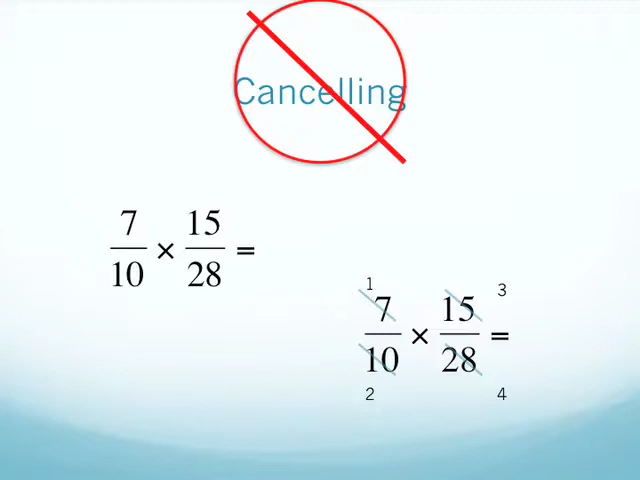 Cancelling
7/10 × 15/28 =
1 3
7/10 × 15/28 =
2 4